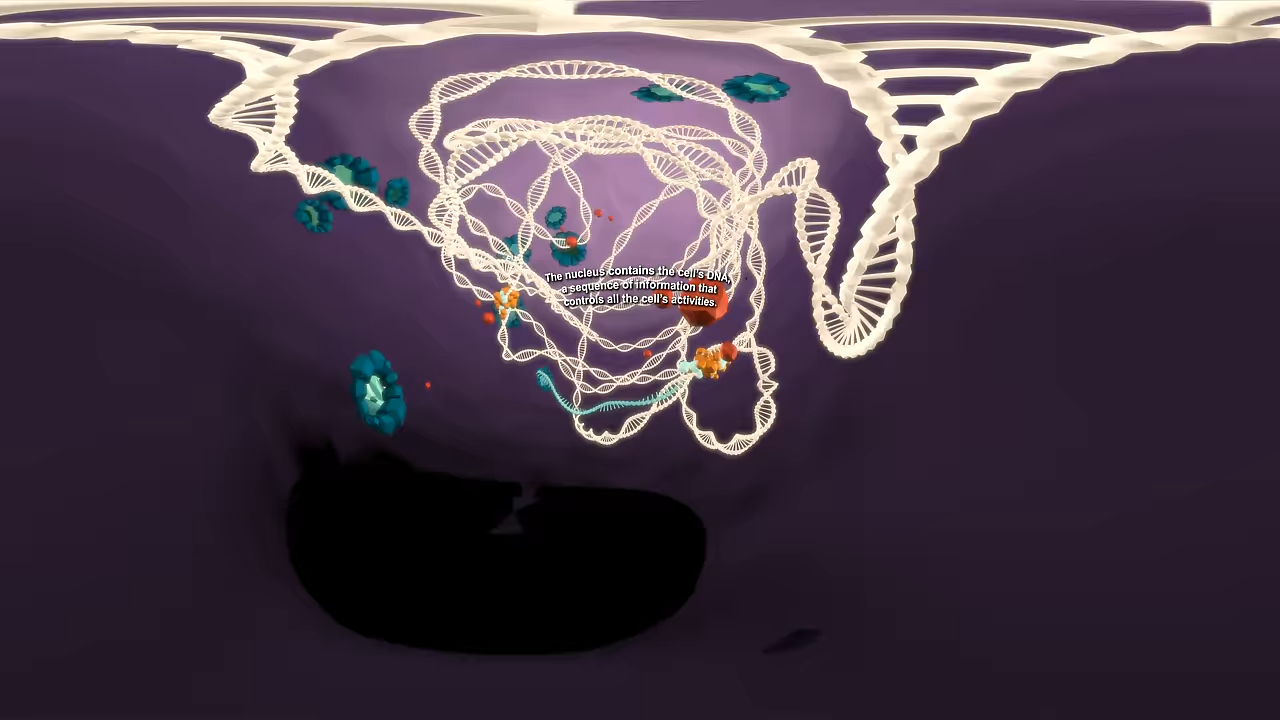 The nucleus contains the cell's DNA,
a sequence of information that
controls all the cell's activities.